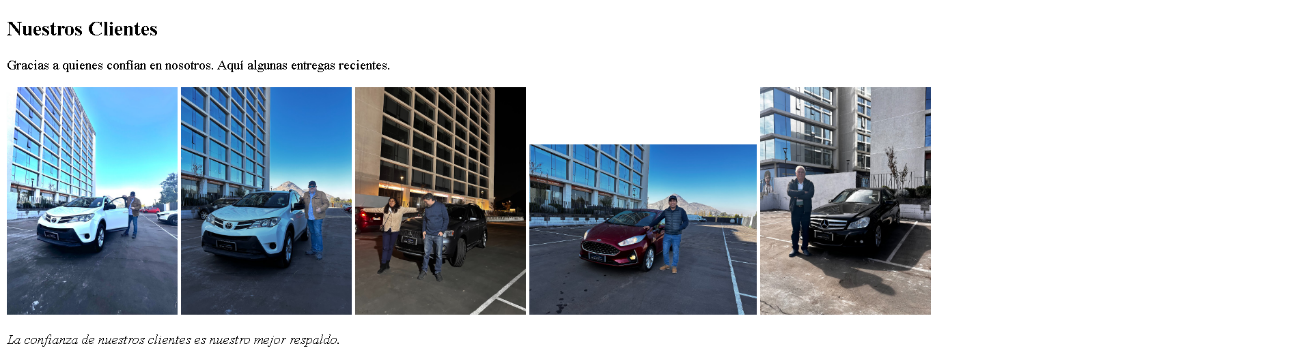 Nuestros Clientes
Gracias a quienes confían en nosotros. Aquí algunas entregas recientes.
La confianza de nuestros clientes es nuestro mejor respaldo.